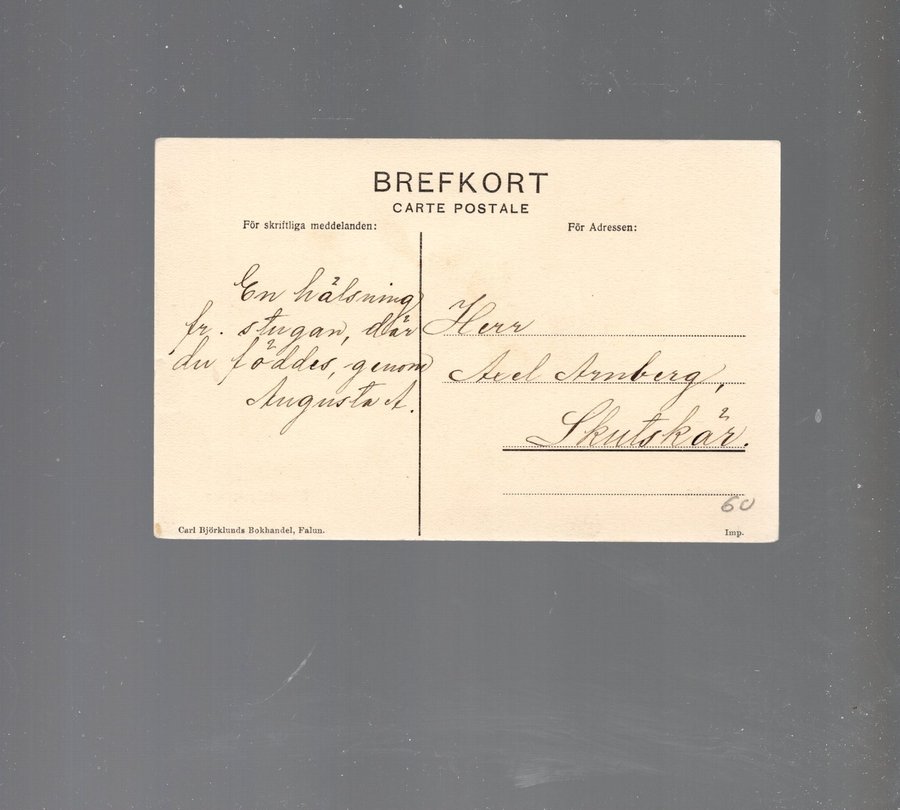 BREFKORT
CARTE POSTALE
För skriftliga meddelanden:
En hälsning
fr. stugan, där
du föddes, genom
Augusta A.
För Adressen:
Herr
Axel Arnberg,
Skutskär.
60
Carl Björklunds Bokhandel, Falun.
Imp.